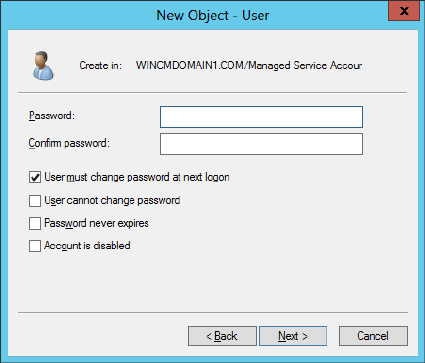 New Object - User
X
Create in: WINCMDOMAIN1.COM/Managed Service Accour
Password:
Confirm password:
User must change password at next logon
User cannot change password
Password never expires
Account is disabled
< Back Next > Cancel